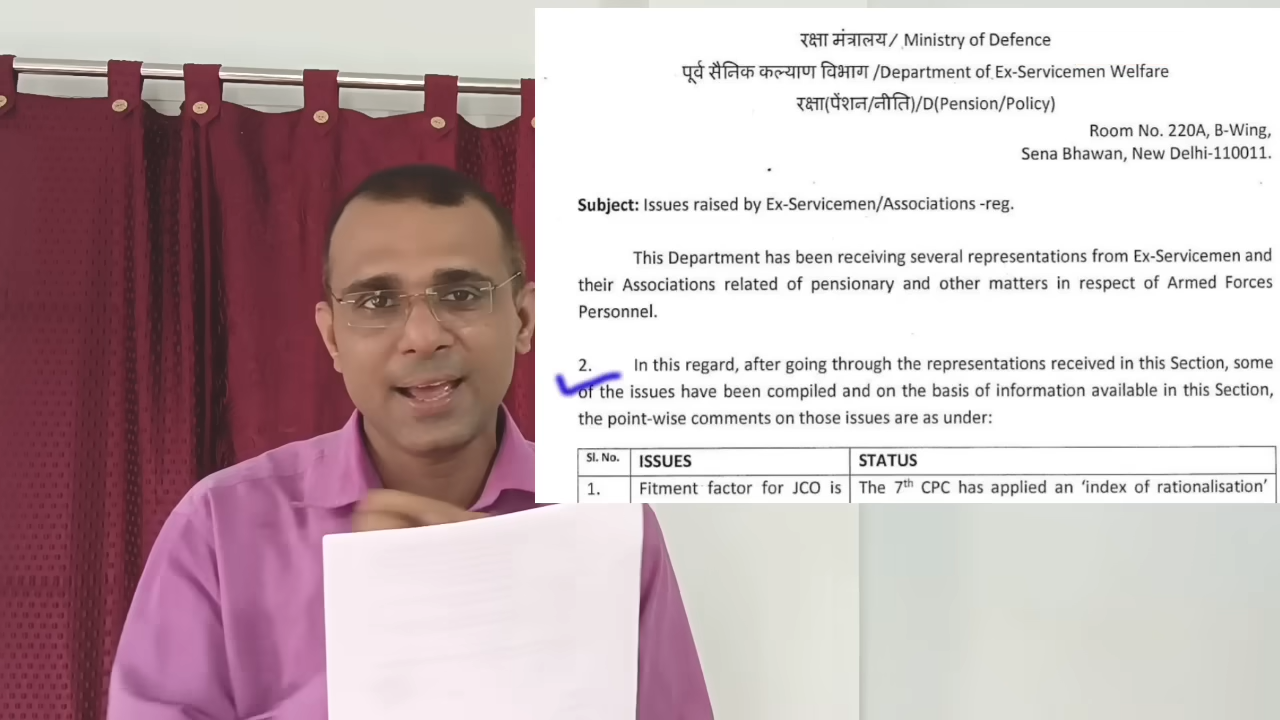 रक्षा मंत्रालय/ Ministry of Defence
पूर्व सैनिक कल्याण विभाग /Department of Ex-Servicemen Welfare
रक्षा(पेंशन/नीति)/D(Pension/Policy)
Room No. 220A, B-Wing,
Sena Bhawan, New Delhi-110011.
Subject: Issues raised by Ex-Servicemen/Associations -reg.
This Department has been receiving several representations from Ex-Servicemen and
their Associations related of pensionary and other matters in respect of Armed Forces
Personnel.
2. In this regard, after going through the representations received in this Section, some
of the issues have been compiled and on the basis of information available in this Section,
the point-wise comments on those issues are as under:
Sl. No. ISSUES STATUS
1. Fitment factor for JCO is The 7th CPC has applied an ‘index of rationalisation’